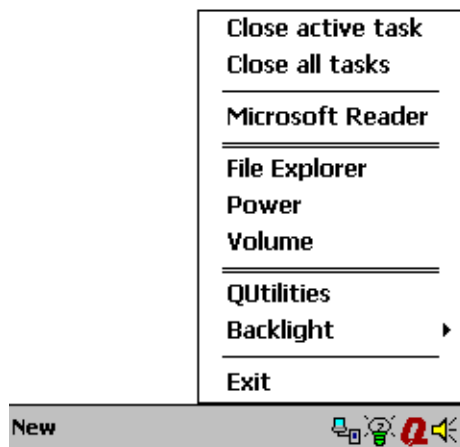 Close active task
Close all tasks
Microsoft Reader
File Explorer
Power
Volume
QUtilities
Backlight
Exit
New